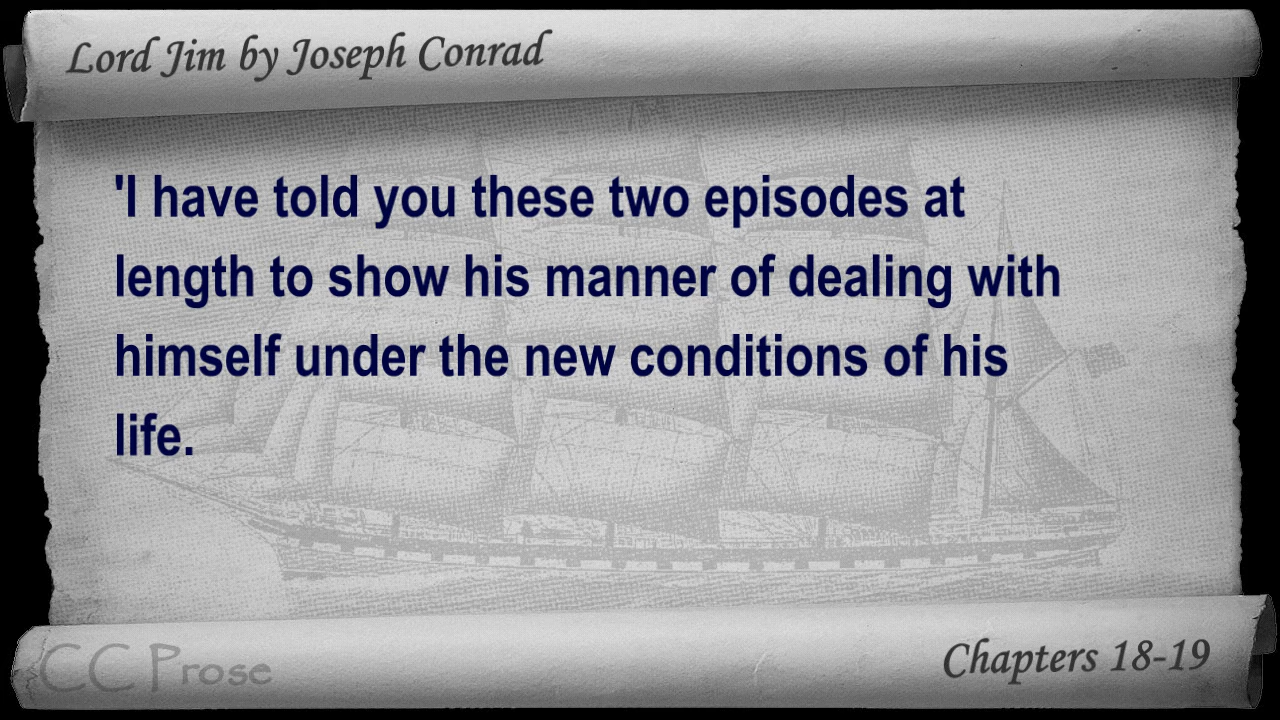 Lord Jim by Joseph Conrad
'I have told you these two episodes at
length to show his manner of dealing with
himself under the new conditions of his
life.
CC Prose
Chapters 18-19